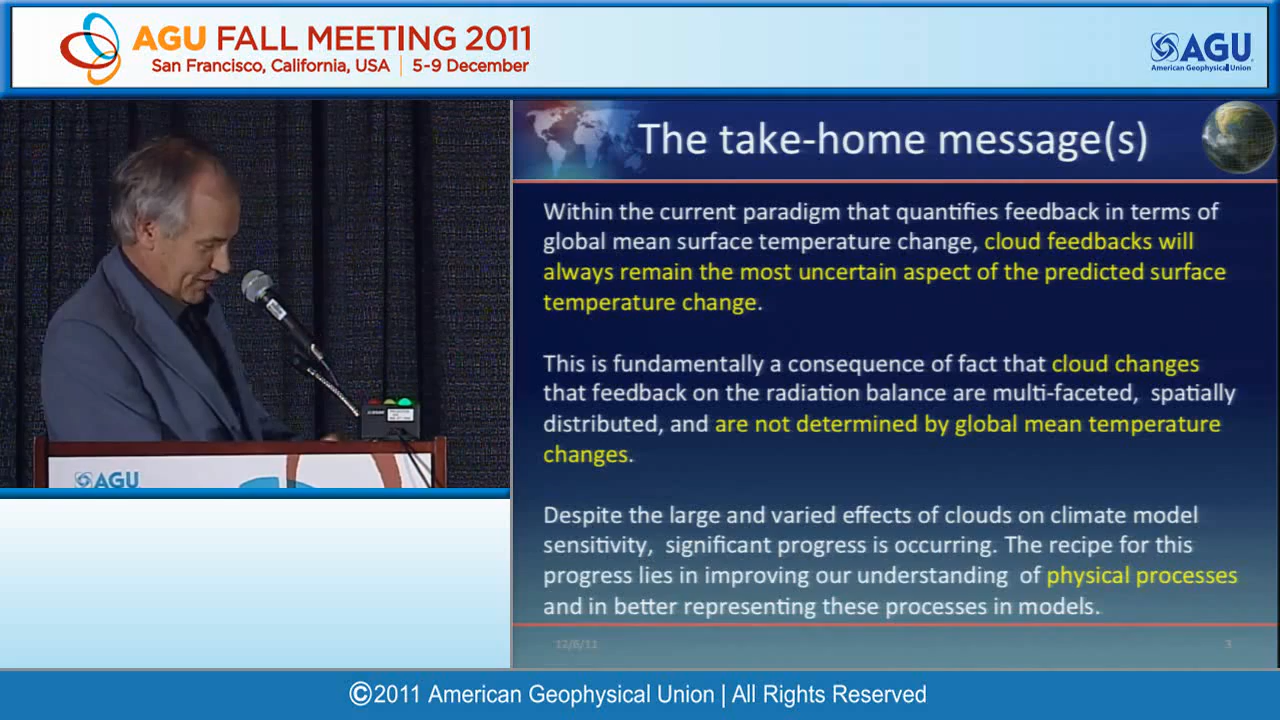 AGU FALL MEETING 2011
San Francisco, California, USA | 5-9 December
AGU
American Geophysical Union
The take-home message(s)
Within the current paradigm that quantifies feedback in terms of
global mean surface temperature change, cloud feedbacks will
always remain the most uncertain aspect of the predicted surface
temperature change.
This is fundamentally a consequence of fact that cloud changes
that feedback on the radiation balance are multi-faceted, spatially
distributed, and are not determined by global mean temperature
changes.
Despite the large and varied effects of clouds on climate model
sensitivity, significant progress is occurring. The recipe for this
progress lies in improving our understanding of physical processes
and in better representing these processes in models.
12/6/11
3
AGU
©2011 American Geophysical Union | All Rights Reserved